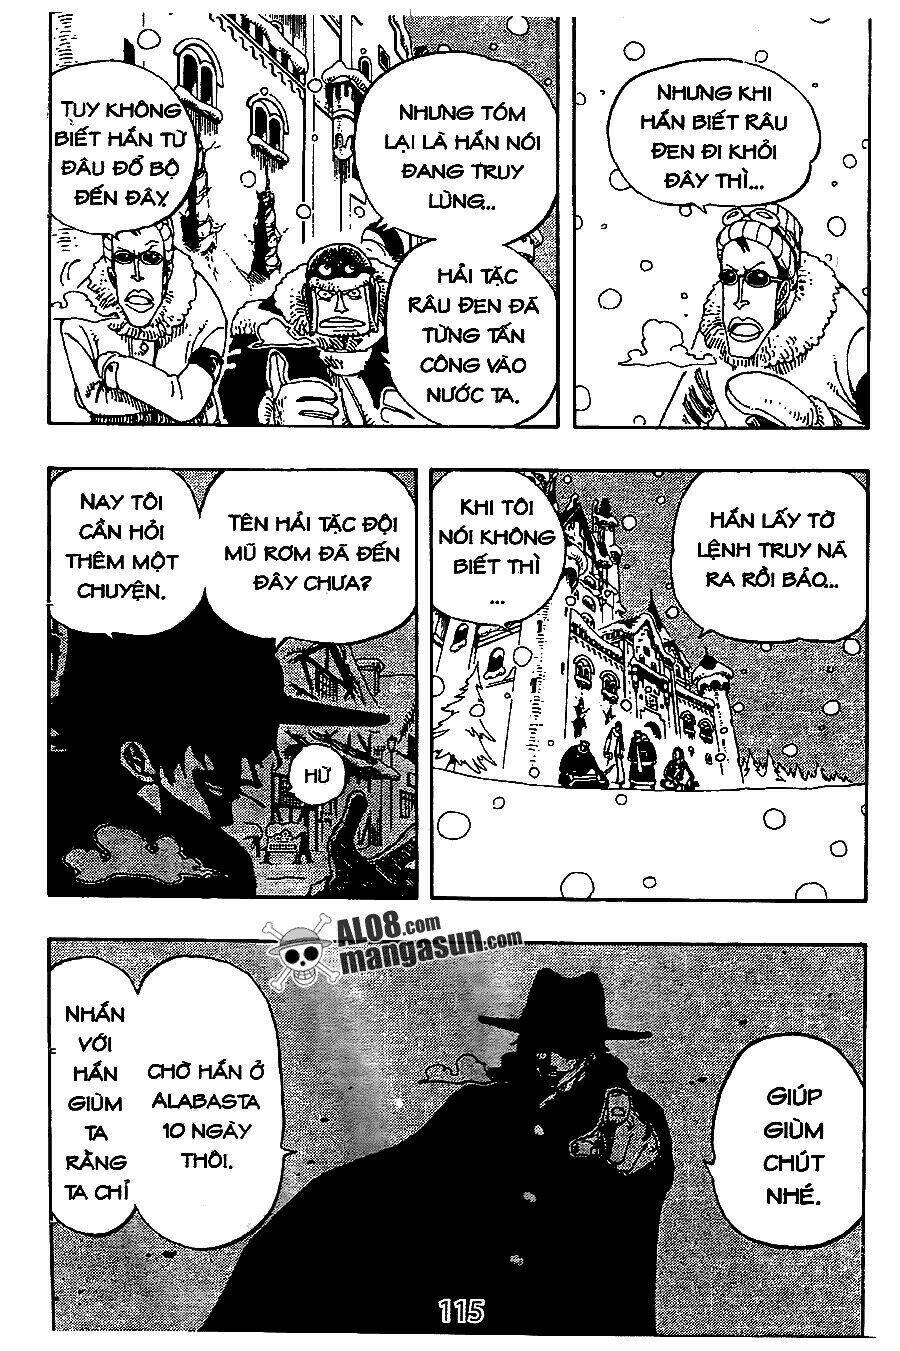 TUY KHÔNG
BIẾT HẮN TỪ
ĐÂU ĐỔ BỘ
ĐẾN ĐÂY.
NHƯNG TÓM
LẠI LÀ HẮN NÓI
ĐANG TRUY
LÙNG...
HẢI TẶC
RÂU ĐEN ĐÃ
TỪNG TẤN
CÔNG VÀO
NƯỚC TA.
NHƯNG KHI
HẮN BIẾT RÂU
ĐEN ĐI KHỎI
ĐÂY THÌ...
NAY TÔI
CẦN HỎI
THÊM MỘT
CHUYỆN.
TÊN HẢI TẶC ĐỘI
MŨ RƠM ĐÃ ĐẾN
ĐÂY CHƯA?
HỪ
KHI TÔI
NÓI KHÔNG
BIẾT THÌ
...
HẮN LẤY TỜ
LỆNH TRUY NÃ
RA RỒI BẢO...
AL08.com
mangasun.com
NHẮN
VỚI
HẮN
GIÙM
TA
RẰNG
TA CHỈ
CHỜ HẮN Ở
ALABASTA
10 NGÀY
THÔI.
GIÚP
GIÙM
CHÚT
NHÉ.
115